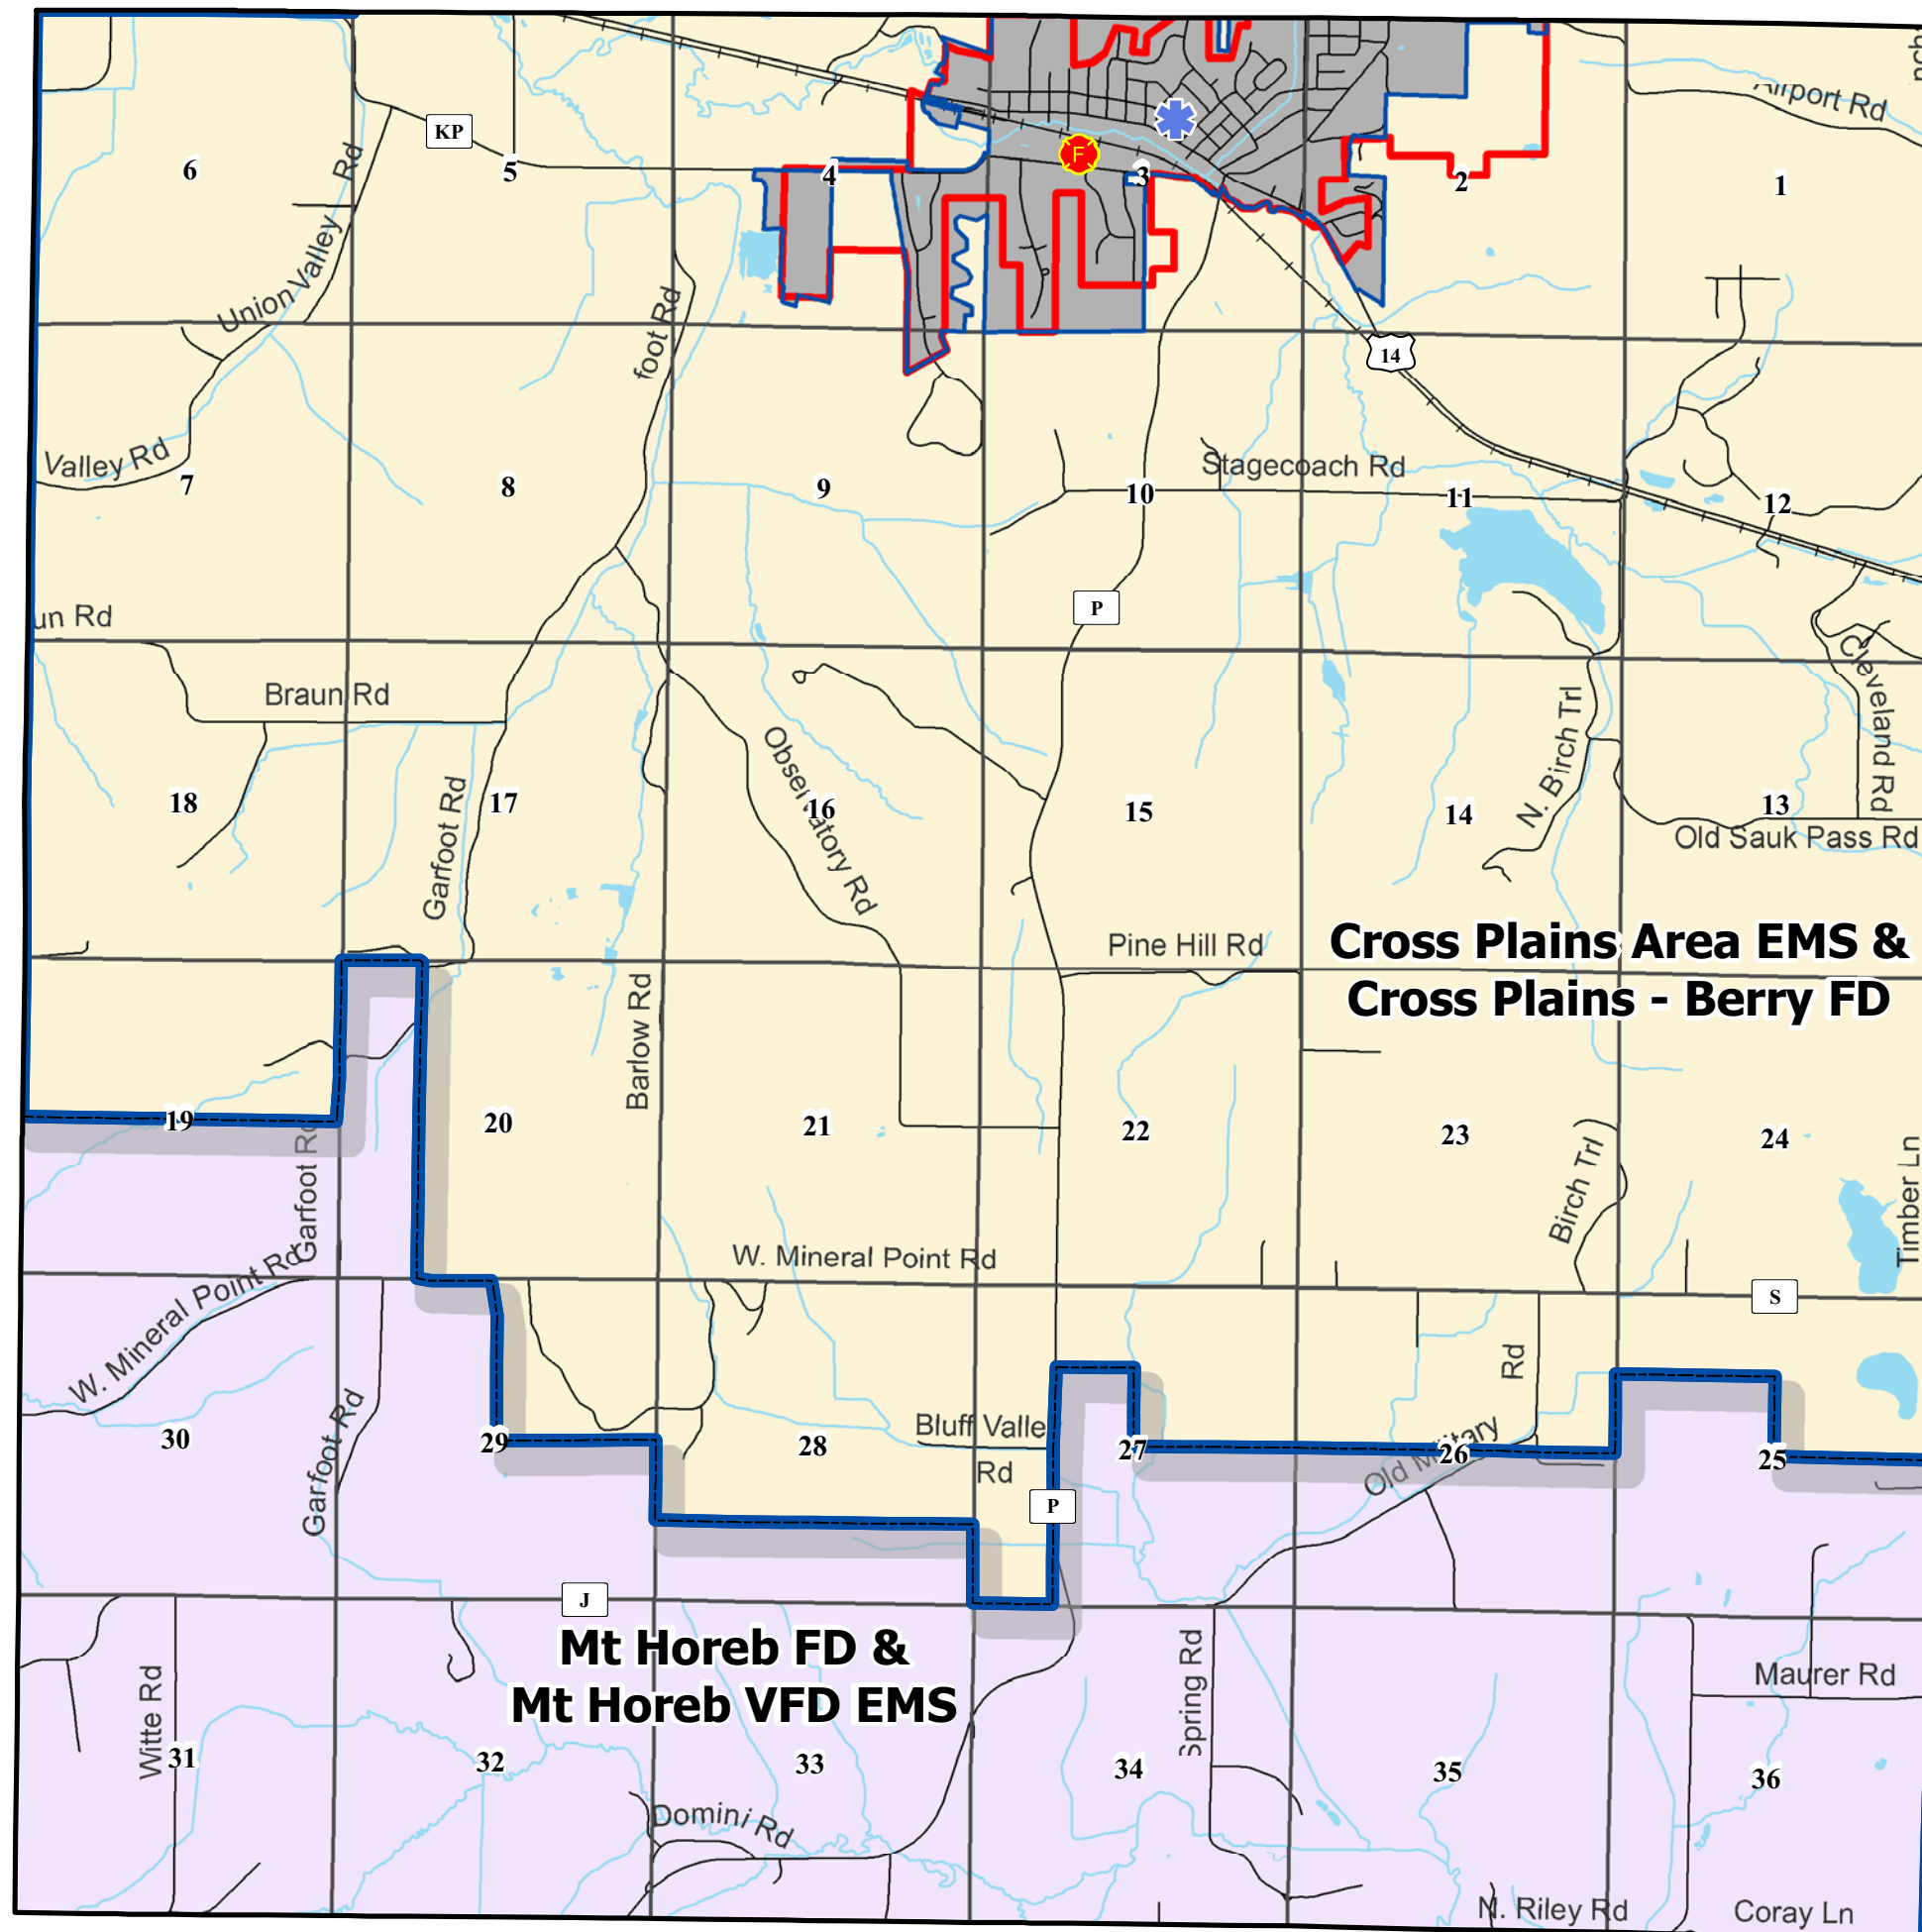 Airport Rd
KP
6
5
4
3
2
1
F
Union Valley Rd
foot Rd
14
Valley Rd
7
8
9
10
Stagecoach Rd
11
12
P
un Rd
Braun Rd
Cleveland Rd
N. Birch Trl
Observatory Rd
Garfoot Rd
18
17
16
15
14
13
Old Sauk Pass Rd
Pine Hill Rd
Cross Plains Area EMS &
Cross Plains - Berry FD
Barlow Rd
19
20
21
22
23
24
Garfoot Rd
Birch Trl
Timber Ln
W. Mineral Point Rd
W. Mineral Point Rd
S
Rd
Garfoot Rd
30
29
28
Bluff Valle
Rd
27
Old Military
26
25
P
J
Mt Horeb FD &
Mt Horeb VFD EMS
Witte Rd
Spring Rd
Maurer Rd
31
32
33
34
35
36
Domini Rd
N. Riley Rd
Coray Ln